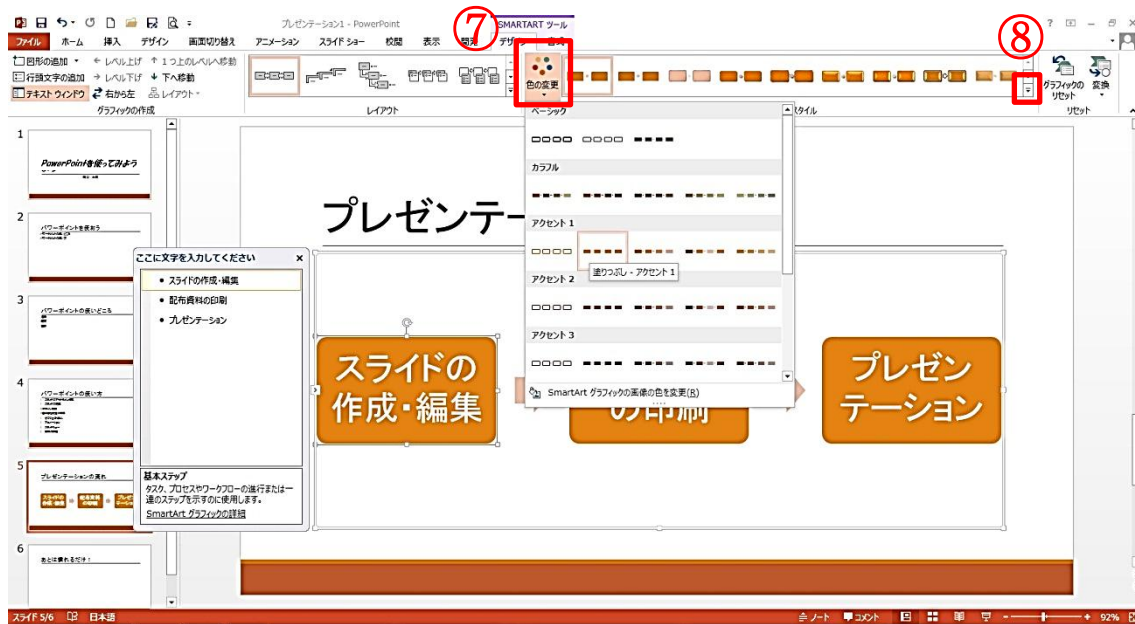 プレゼンテーション1 - PowerPoint
SMARTART ツール
⑦
⑧
ファイル ホーム 挿入 デザイン 画面切り替え アニメーション スライド ショー 校閲 表示 開発 デザイン 書式
図形の追加 レベル上げ 1 つ上のレベルへ移動
行頭文字の追加 レベル下げ 下へ移動
テキスト ウィンドウ 右から左 レイアウト
グラフィックの作成
レイアウト
色の変更
スタイル
グラフィックの
リセット
変換
リセット
ベーシック
カラフル
アクセント 1
塗りつぶし - アクセント 1
アクセント 2
アクセント 3
SmartArt グラフィックの画像の色を変更(R)
1
PowerPointを使ってみよう
2
パワーポイントを使おう
3
パワーポイントの使いどころ
4
パワーポイントの使い方
5
プレゼンテーションの流れ
6
あとは慣れるだけ!
ここに文字を入力してください
• スライドの作成・編集
• 配布資料の印刷
• プレゼンテーション
基本ステップ
タスク、プロセスやワークフローの進行または一
連のステップを示すのに使用します。
SmartArt グラフィックの詳細
プレゼンテー
スライドの
作成・編集
の印刷
プレゼン
テーション
スライド 5/6 日本語
ノート コメント 92%